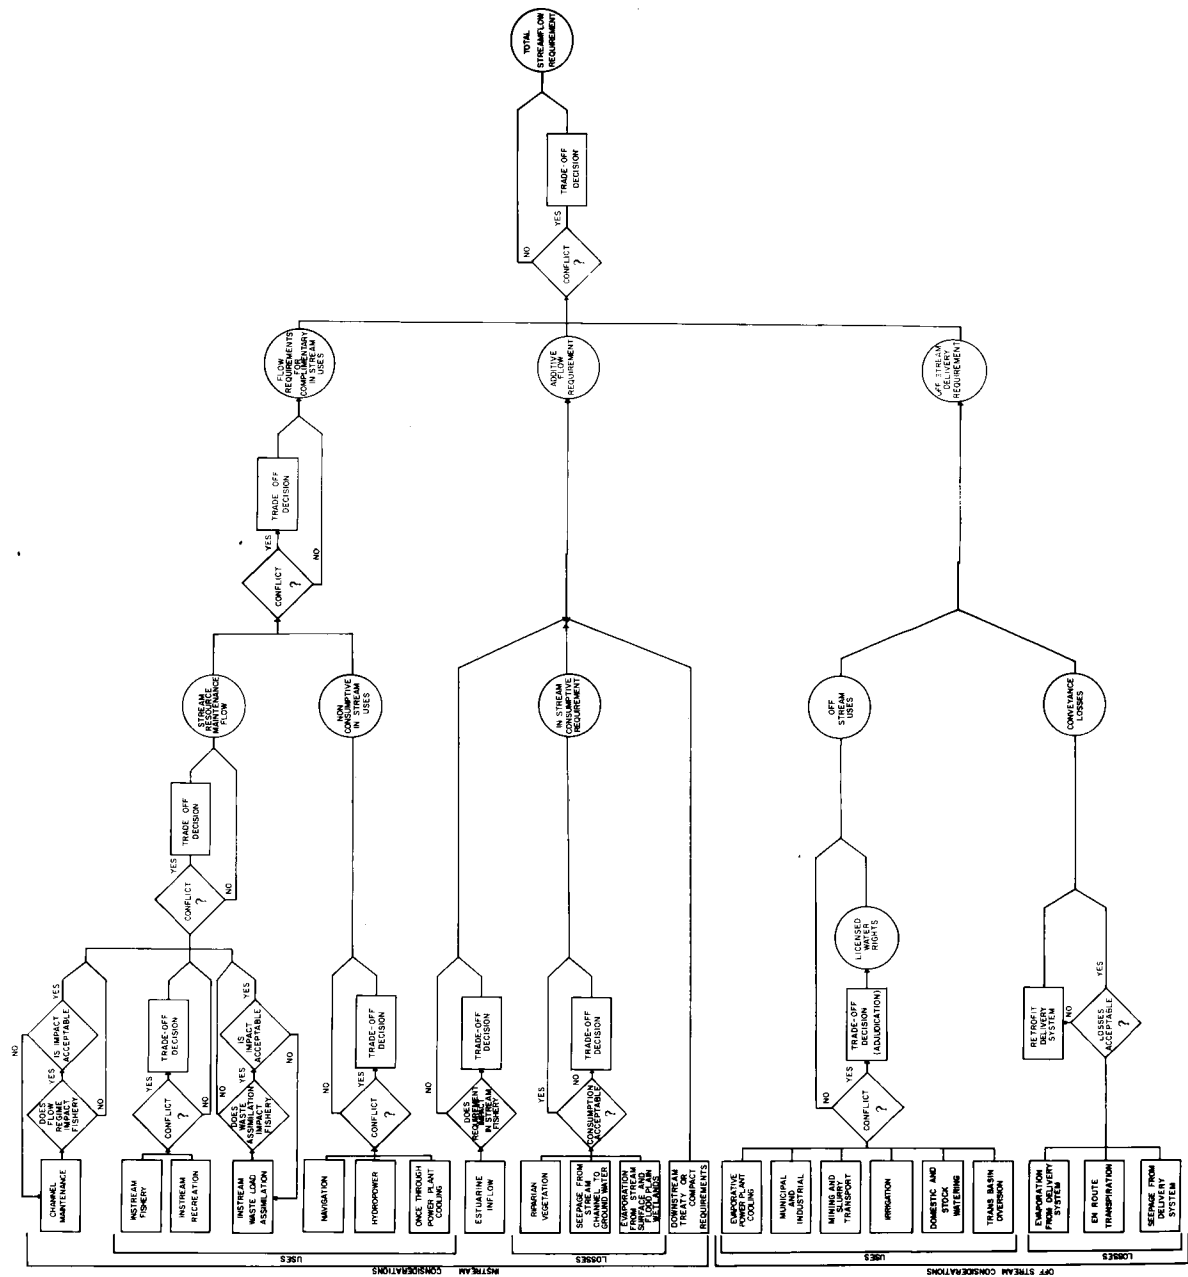 TOTAL
STREAMFLOW
REQUIREMENT
TRADE-OFF
DECISION
YES
NO
CONFLICT
?
FLOW
REQUIREMENTS
FOR
COMPLIMENTARY
IN STREAM
USES
ADDITIVE
FLOW
REQUIREMENT
OFF STREAM
DELIVERY
REQUIREMENT
TRADE OFF
DECISION
YES
NO
CONFLICT
?
STREAM
RESOURCE
MAINTENANCE
FLOW
NON
CONSUMPTIVE
IN STREAM
USES
IN STREAM
CONSUMPTIVE
REQUIREMENT
OFF
STREAM
USES
CONVEYANCE
LOSSES
TRADE OFF
DECISION
YES
NO
CONFLICT
?
LICENSED
WATER
RIGHTS
NO
YES
IS IMPACT
ACCEPTABLE
DOES
FLOW
REGIME
IMPACT
FISHERY
YES
NO
CHANNEL
MAINTENANCE
TRADE-OFF
DECISION
YES
NO
CONFLICT
?
INSTREAM
FISHERY
INSTREAM
RECREATION
YES
IS
IMPACT
ACCEPTABLE
NO
NO
YES
DOES
WASTE
ASSIMILATION
IMPACT
FISHERY
INSTREAM
WASTE LOAD
ASSIMILATION
TRADE-OFF
DECISION
NO
YES
CONFLICT
?
NAVIGATION
HYDROPOWER
ONCE THROUGH
POWER PLANT
COOLING
TRADE-OFF
DECISION
NO
DOES
REQUIREMENT
IMPACT
IN STREAM
FISHERY
ESTUARINE
INFLOW
TRADE-OFF
DECISION
YES
NO
CONSUMPTION
ACCEPTABLE
?
RIPARIAN
VEGETATION
SEEPAGE FROM
STREAM
CHANNEL TO
GROUND WATER
EVAPORATION
FROM STREAM
SURFACE AND
FLOOD PLAIN
WETLANDS
DOWNSTREAM
TREATY OR
COMPACT
REQUIREMENTS
TRADE-OFF
DECISION
(ADJUDICATION)
NO
YES
CONFLICT
?
EVAPORATIVE
POWER PLANT
COOLING
MUNICIPAL
AND
INDUSTRIAL
MINING AND
SLURRY
TRANSPORT
IRRIGATION
DOMESTIC AND
STOCK
WATERING
TRANS BASIN
DIVERSION
RETROFIT
DELIVERY
SYSTEM
NO
YES
LOSSES
ACCEPTABLE
?
EVAPORATION
FROM DELIVERY
SYSTEM
EN ROUTE
TRANSPIRATION
SEEPAGE FROM
DELIVERY
SYSTEM
USES
LOSSES
INSTREAM CONSIDERATIONS
USES
LOSSES
OFF STREAM CONSIDERATIONS